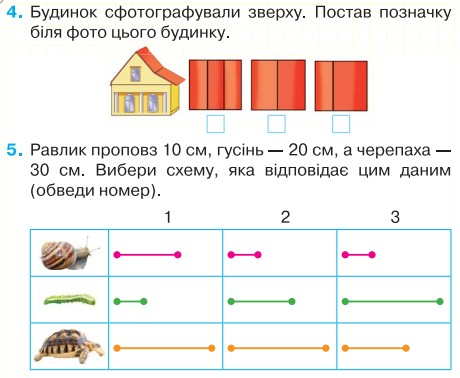 4. Будинок сфотографували зверху. Постав позначку
біля фото цього будинку.
5. Равлик проповз 10 см, гусінь — 20 см, а черепаха —
30 см. Вибери схему, яка відповідає цим даним
(обведи номер).
1 2 3